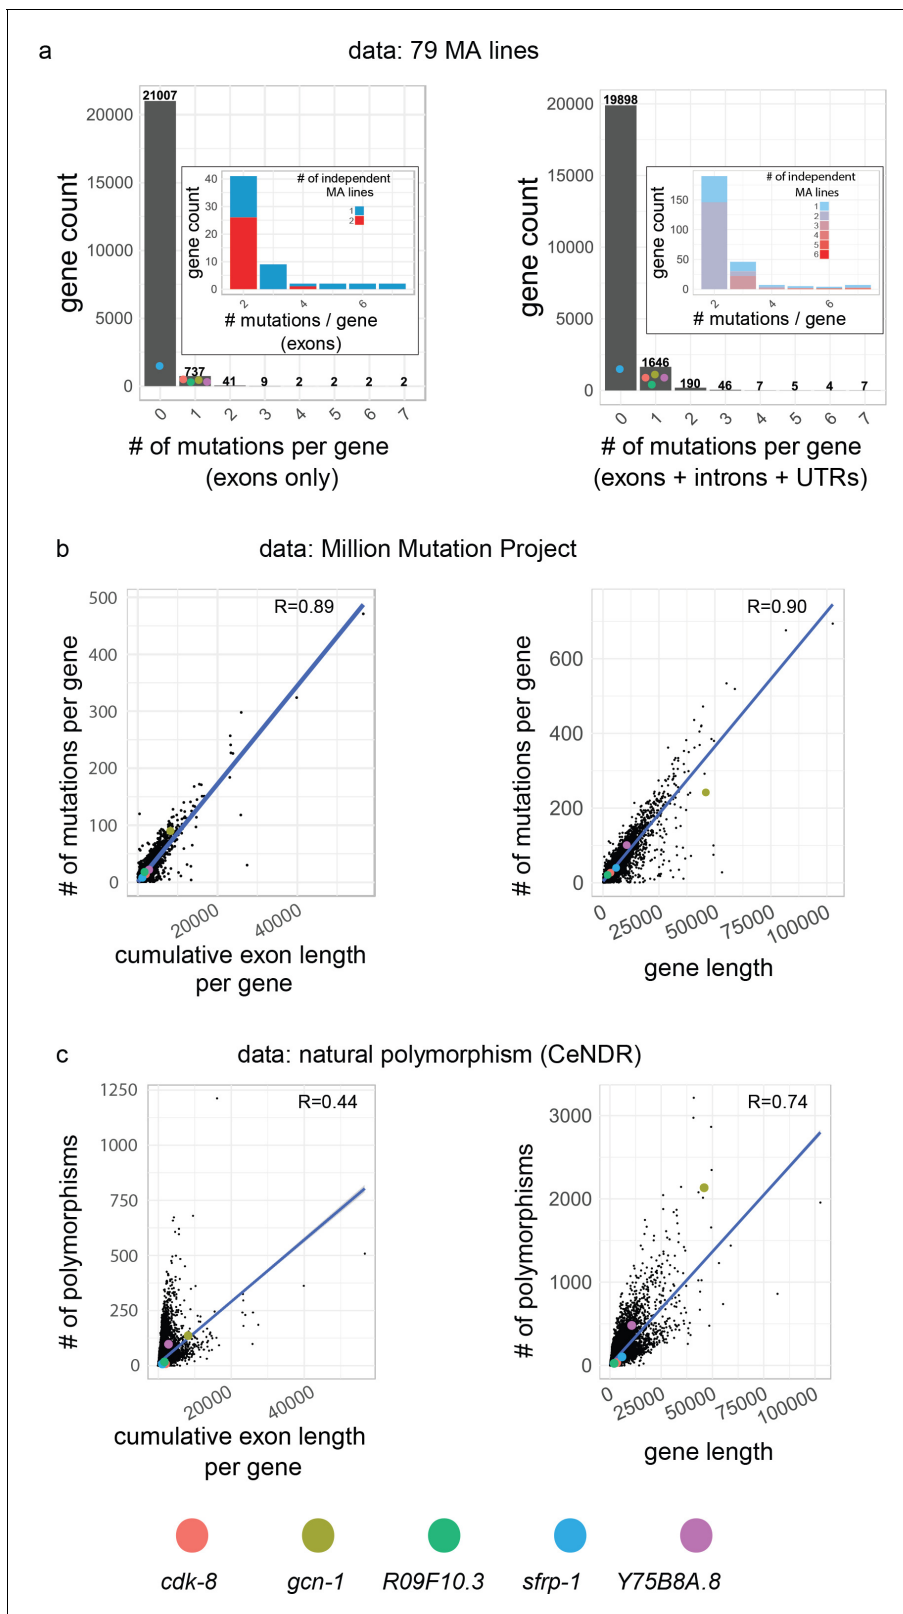 a
data: 79 MA lines
21007
20000
15000
10000
5000
0
gene count
737
41
9
2
2
2
2
0
1
2
3
4
5
6
7
# of mutations per gene
(exons only)
# of independent
MA lines
1
2
40
30
20
10
0
gene count
2
4
6
# mutations / gene
(exons)
19898
20000
15000
10000
5000
0
gene count
1646
190
46
7
5
4
7
0
1
2
3
4
5
6
7
# of mutations per gene
(exons + introns + UTRs)
# of independent
MA lines
1
2
3
4
5
6
150
100
50
0
gene count
2
4
6
# mutations / gene
b
data: Million Mutation Project
R=0.89
500
400
300
200
100
0
# of mutations per gene
20000
40000
cumulative exon length
per gene
R=0.90
600
400
200
0
# of mutations per gene
0
25000
50000
75000
100000
gene length
c
data: natural polymorphism (CeNDR)
R=0.44
1250
1000
750
500
250
0
# of polymorphisms
20000
40000
cumulative exon length
per gene
R=0.74
3000
2000
1000
0
# of polymorphisms
0
25000
50000
75000
100000
gene length
cdk-8
gcn-1
R09F10.3
sfrp-1
Y75B8A.8